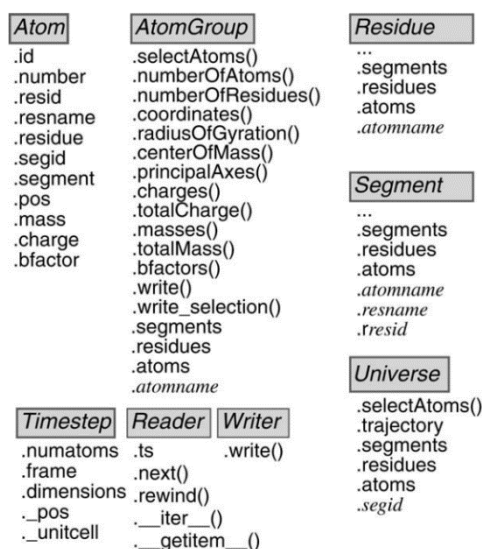 Atom
.id
.number
.resid
.resname
.residue
.segid
.segment
.pos
.mass
.charge
.bfactor
AtomGroup
.selectAtoms()
.numberOfAtoms()
.numberOfResidues()
.coordinates()
.radiusOfGyration()
.centerOfMass()
.principalAxes()
.charges()
.totalCharge()
.masses()
.totalMass()
.bfactors()
.write()
.write_selection()
.segments
.residues
.atoms
.atomname
Residue
...
.segments
.residues
.atoms
.atomname
Segment
...
.segments
.residues
.atoms
.atomname
.resname
.rresid
Universe
.selectAtoms()
.trajectory
.segments
.residues
.atoms
.segid
Timestep
.numatoms
.frame
.dimensions
._pos
._unitcell
Reader
.ts
.next()
.rewind()
.__iter__()
.__getitem__()
Writer
.write()